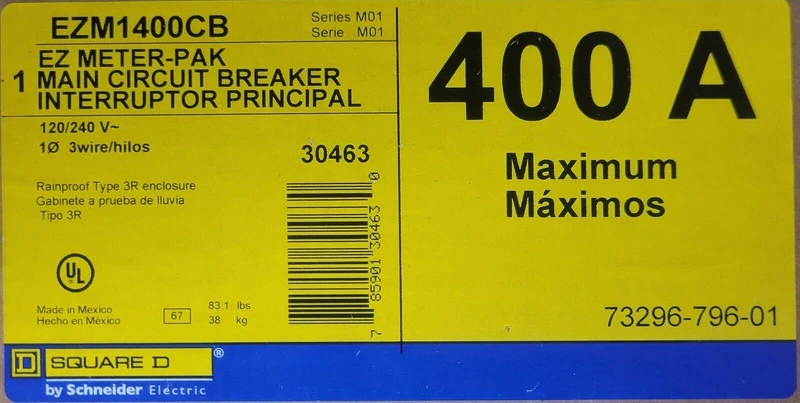 EZM1400CB
Series M01
Serie M01
EZ METER-PAK
1 MAIN CIRCUIT BREAKER
INTERRUPTOR PRINCIPAL
120/240 V~
1Ø 3wire/hilos
30463
Rainproof Type 3R enclosure
Gabinete a prueba de lluvia
Tipo 3R
7 85901 30463 0
UL
Made in Mexico
Hecho en México
67
83.1 lbs
38 kg
400 A
Maximum
Máximos
73296-796-01
D SQUARE D ®
by Schneider Electric